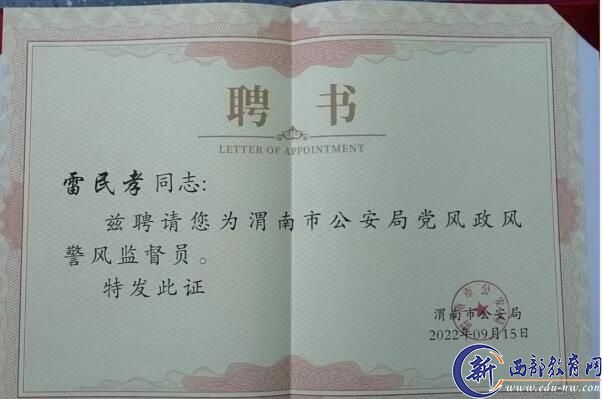 聘书
LETTER OF APPOINTMENT
雷民孝同志:
兹聘请您为渭南市公安局党风政风
警风监督员。
特发此证
渭南市公安局
2022年09月15日
新西部教育网
www.edu-nw.com